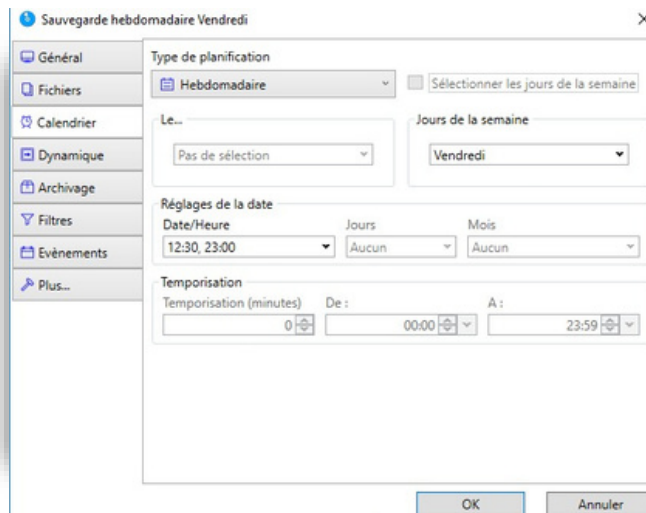 Sauvegarde hebdomadaire Vendredi
Général
Fichiers
Calendrier
Dynamique
Archivage
Filtres
Evènements
Plus...
Type de planification
Hebdomadaire
Sélectionner les jours de la semaine
Le...
Pas de sélection
Jours de la semaine
Vendredi
Réglages de la date
Date/Heure
Jours
Mois
12:30, 23:00
Aucun
Aucun
Temporisation
Temporisation (minutes)
De :
A :
0
00:00
23:59
OK
Annuler